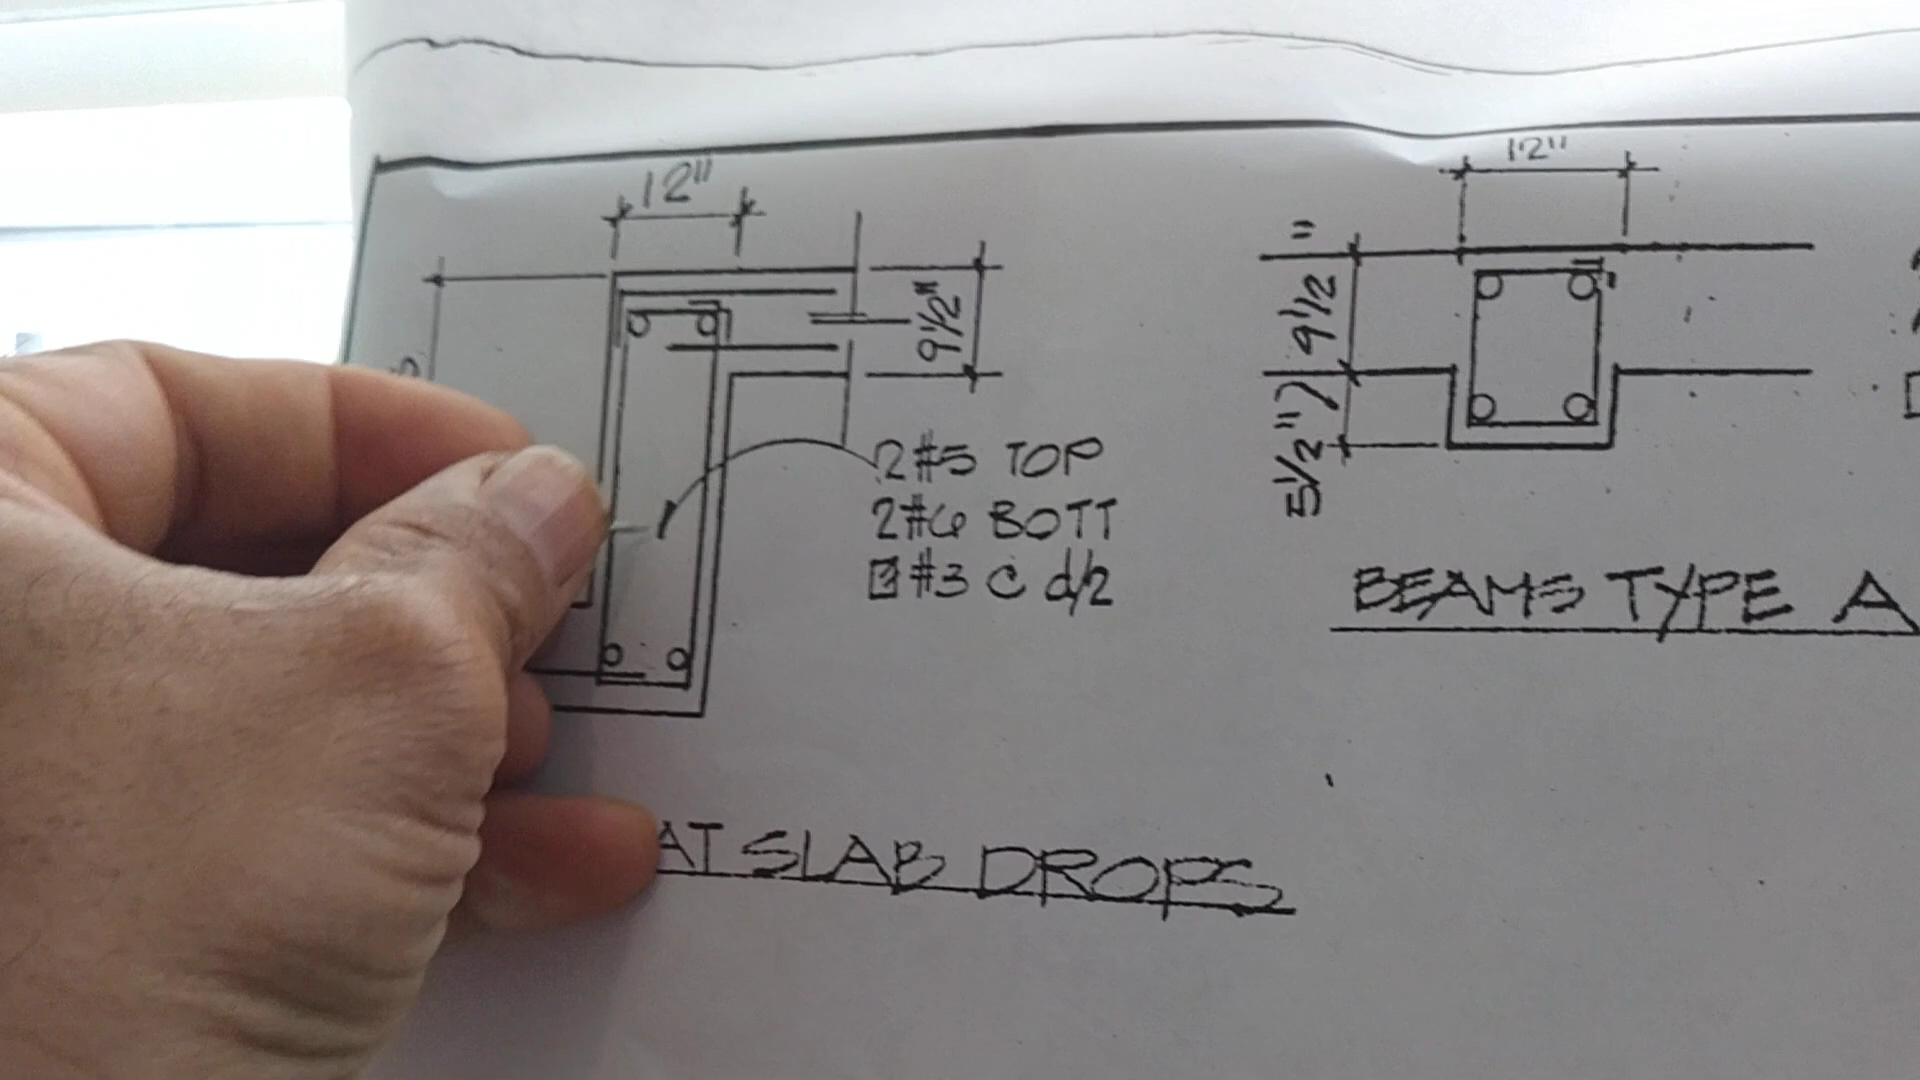 12"
9½"
2#5 TOP
2#6 BOTT
#3 C d/2
AT SLAB DROPS
12"
9½"
5½"
BEAMS TYPE A